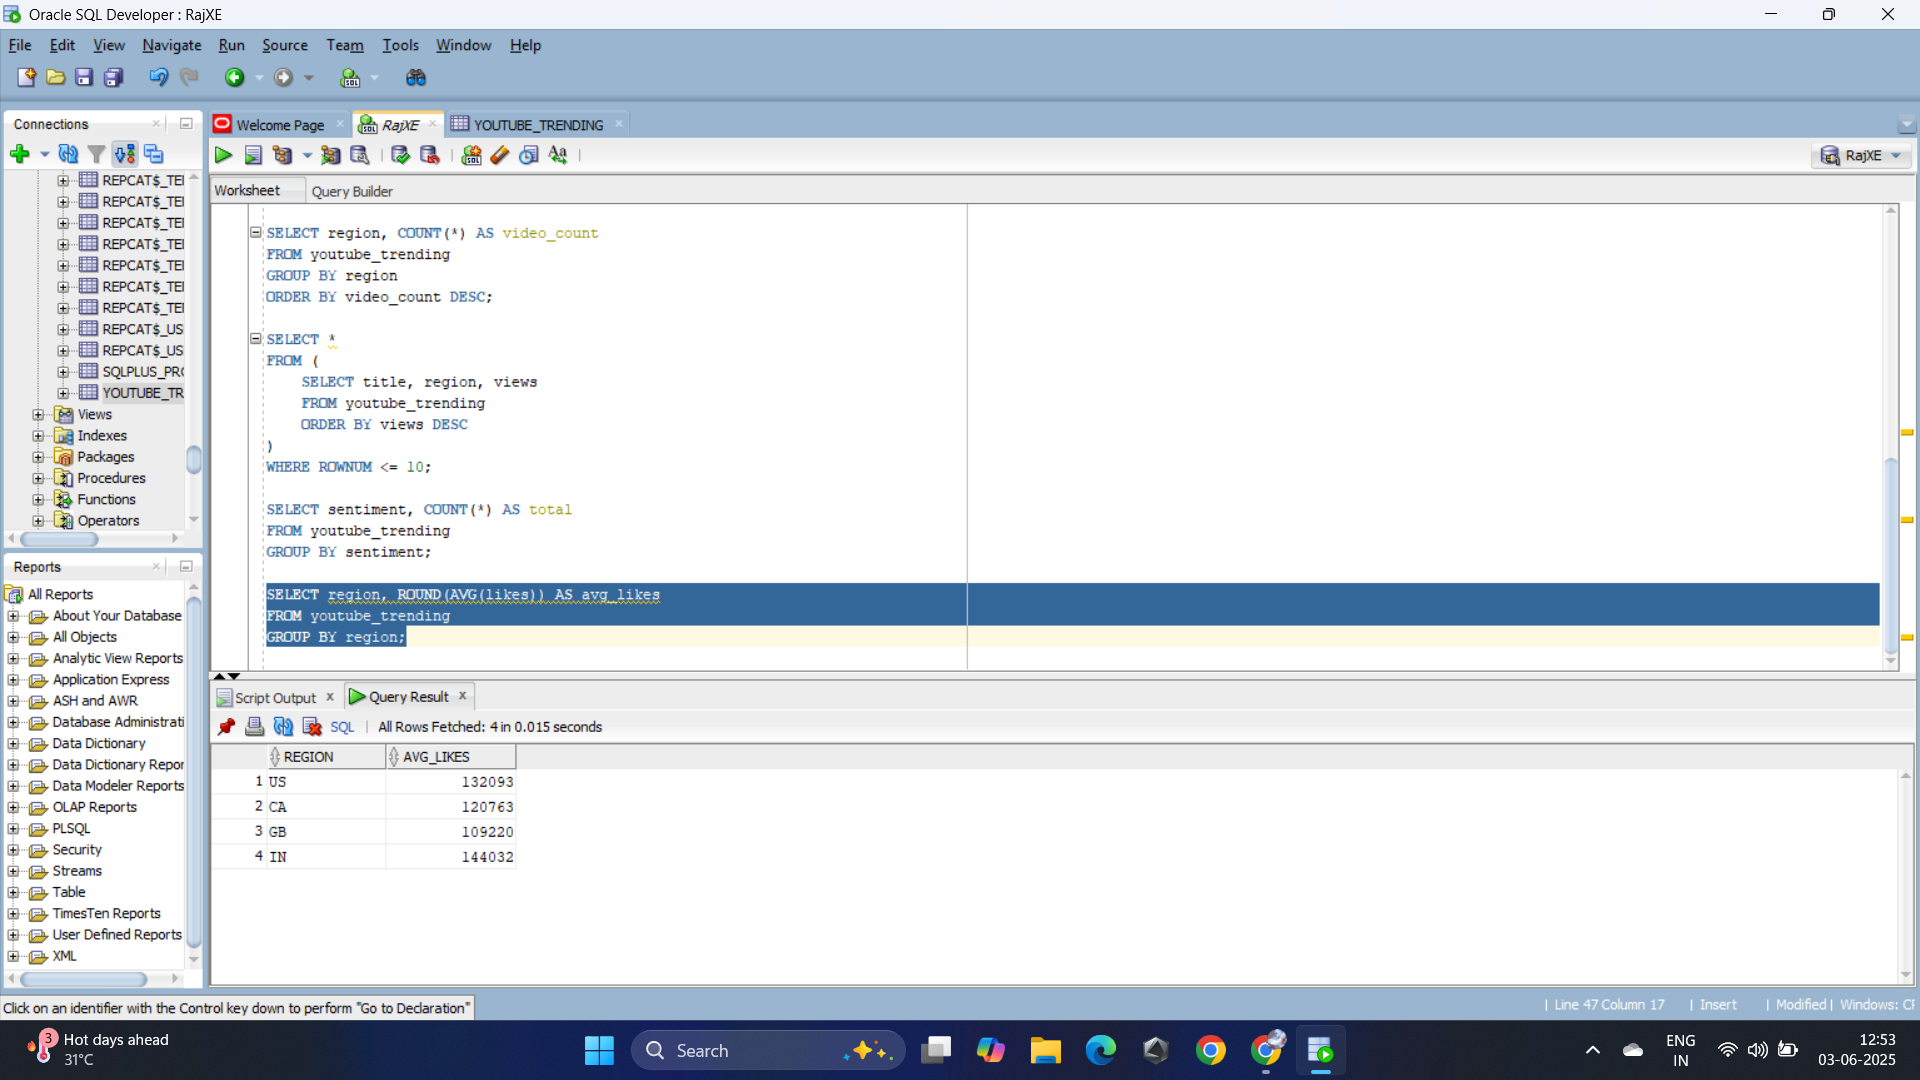 Oracle SQL Developer : RajXE
File Edit View Navigate Run Source Team Tools Window Help
Connections
Welcome Page
RajXE
YOUTUBE_TRENDING
RajXE
Worksheet
Query Builder
REPCAT$_TEI
REPCAT$_TEI
REPCAT$_TEI
REPCAT$_TEI
REPCAT$_TEI
REPCAT$_TEI
REPCAT$_TEI
REPCAT$_US
REPCAT$_US
SQLPLUS_PR
YOUTUBE_TR
Views
Indexes
Packages
Procedures
Functions
Operators
SELECT region, COUNT(*) AS video_count
FROM youtube_trending
GROUP BY region
ORDER BY video_count DESC;
SELECT *
FROM (
SELECT title, region, views
FROM youtube_trending
ORDER BY views DESC
)
WHERE ROWNUM <= 10;
SELECT sentiment, COUNT(*) AS total
FROM youtube_trending
GROUP BY sentiment;
SELECT region, ROUND(AVG(likes)) AS avg_likes
FROM youtube_trending
GROUP BY region;
Reports
All Reports
About Your Database
All Objects
Analytic View Reports
Application Express
ASH and AWR
Database Administrati
Data Dictionary
Data Dictionary Repor
Data Modeler Reports
OLAP Reports
PLSQL
Security
Streams
Table
TimesTen Reports
User Defined Reports
XML
Script Output
Query Result
SQL
All Rows Fetched: 4 in 0.015 seconds
REGION AVG_LIKES
1 US 132093
2 CA 120763
3 GB 109220
4 IN 144032
Click on an identifier with the Control key down to perform "Go to Declaration"
Line 47 Column 17
Insert
Modified
Windows: CF
3
Hot days ahead
31°C
Search
ENG
IN
12:53
03-06-2025